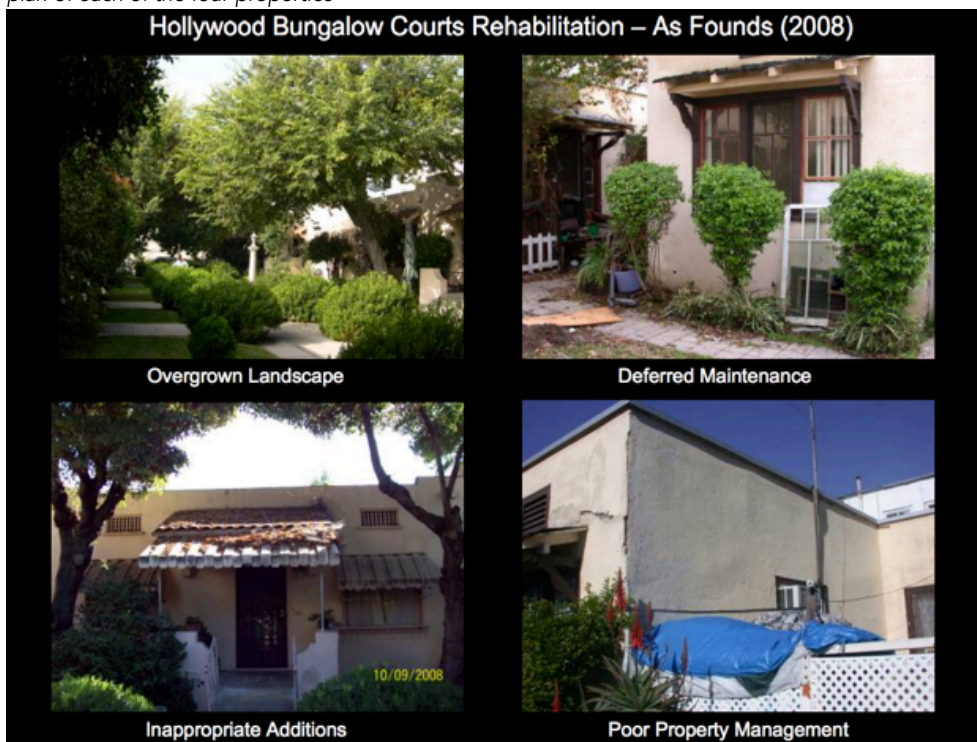 plan of each of the four properties
Hollywood Bungalow Courts Rehabilitation – As Founds (2008)
Overgrown Landscape
Deferred Maintenance
10/09/2008
Inappropriate Additions
Poor Property Management